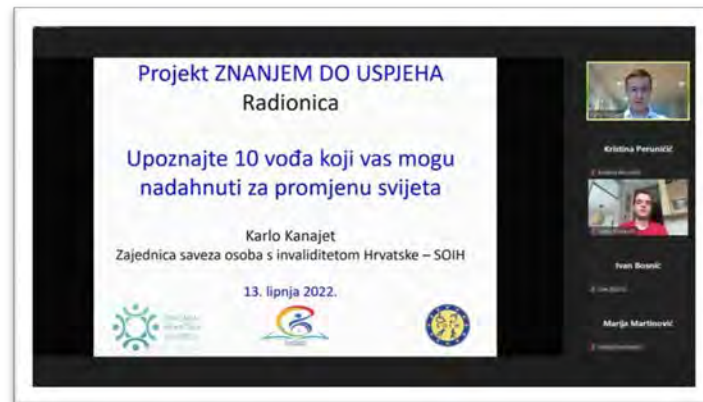 Projekt ZNANJEM DO USPJEHA
Radionica
Upoznajte 10 vođa koji vas mogu
nadahnuti za promjenu svijeta
Karlo Kanajet
Zajednica saveza osoba s invaliditetom Hrvatske – SOIH
13. lipnja 2022.
Kristina Peruničić
Ivan Bosnić
Marija Martinović